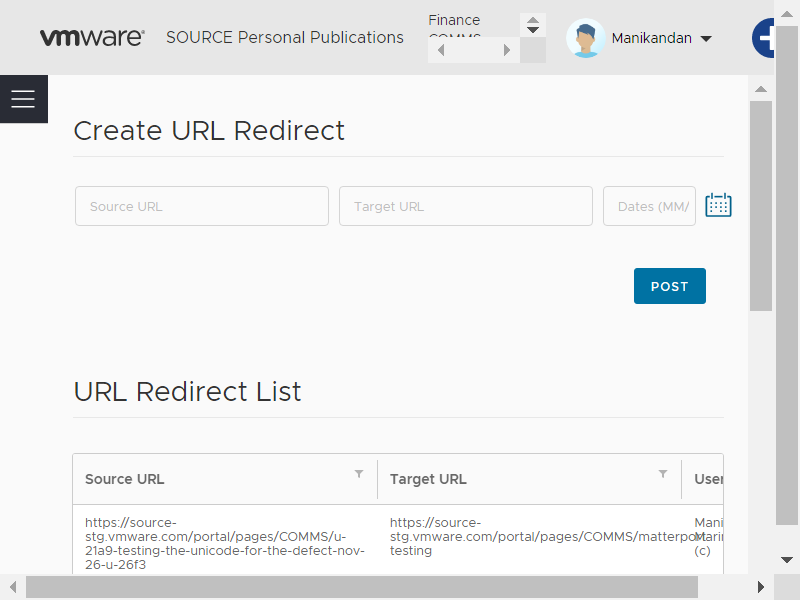 vmware® SOURCE Personal Publications
Finance
COMMS
Manikandan
Create URL Redirect
Source URL
Target URL
Dates (MM/
POST
URL Redirect List
Source URL
Target URL
User
https://source-
stg.vmware.com/portal/pages/COMMS/u-
21a9-testing-the-unicode-for-the-defect-nov-
26-u-26f3
https://source-
stg.vmware.com/portal/pages/COMMS/matterport-
testing
Mani
(c)